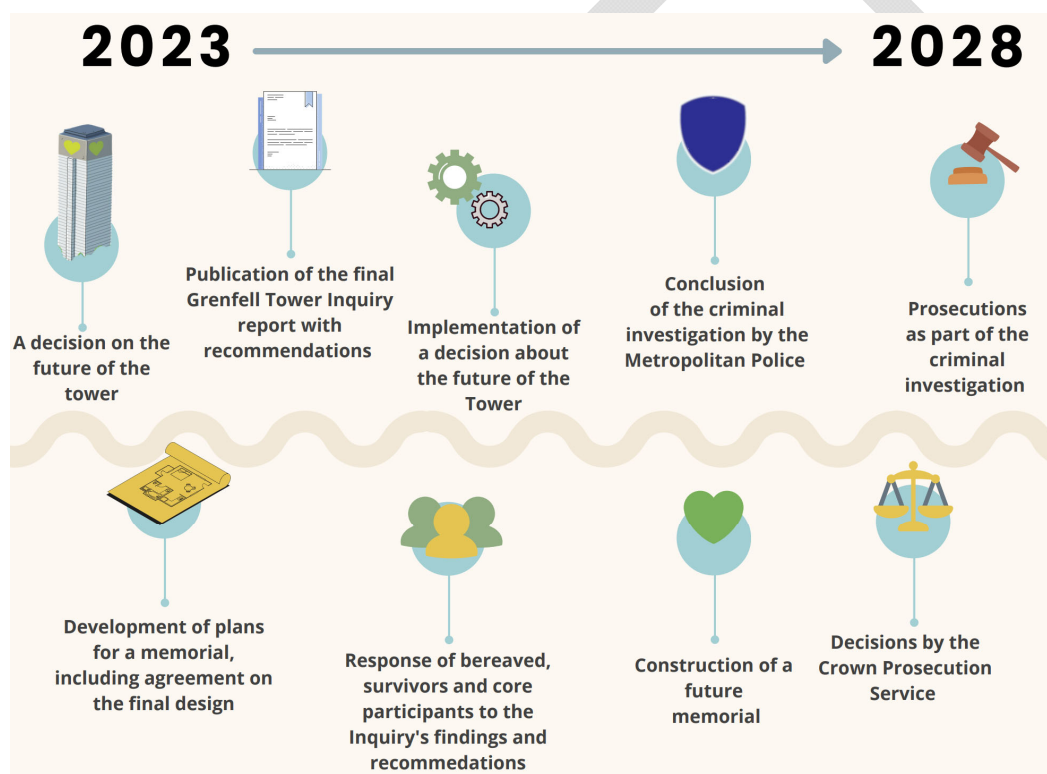 2023
2028
A decision on the
future of the
tower
Publication of the final
Grenfell Tower Inquiry
report with
recommendations
Implementation of
a decision about
the future of the
Tower
Conclusion
of the criminal
investigation by the
Metropolitan Police
Prosecutions
as part of the
criminal
investigation
Development of plans
for a memorial,
including agreement on
the final design
Response of bereaved,
survivors and core
participants to the
Inquiry's findings and
recommedations
Construction of a
future
memorial
Decisions by the
Crown Prosecution
Service